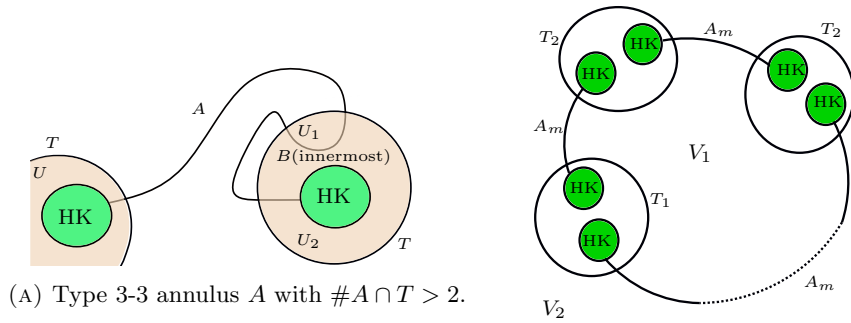 A
T
U
HK
U₁
B(innermost)
HK
U₂
T
(A) Type 3-3 annulus A with #A ∩ T > 2.
T₂
HK
HK
Aₘ
T₂
HK
HK
Aₘ
V₁
HK
T₁
HK
Aₘ
V₂